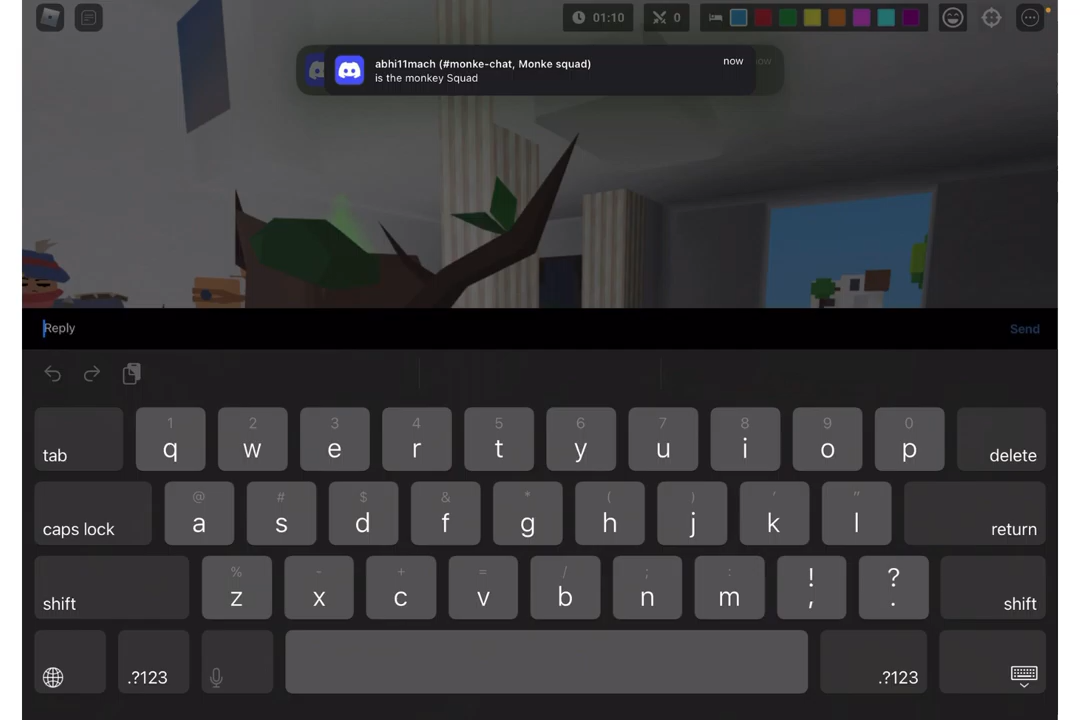 01:10
0
abhi11mach (#monke-chat, Monke squad)
now
now
is the monkey Squad
Reply
Send
1 2 3 4 5 6 7 8 9 0
tab q w e r t y u i o p delete
@ # $ & * ( ) ' "
caps lock a s d f g h j k l return
% - + = / ; : ! ?
shift z x c v b n m , . shift
.?123 .?123